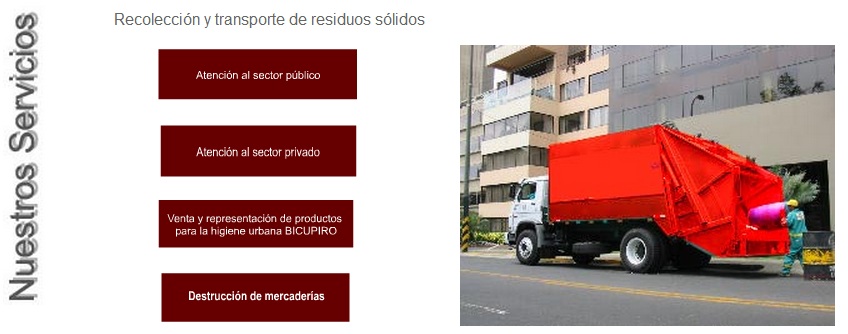 Nuestros Servicios
Recolección y transporte de residuos sólidos
Atención al sector público
Atención al sector privado
Venta y representación de productos
para la higiene urbana BICUPIRO
Destrucción de mercaderías